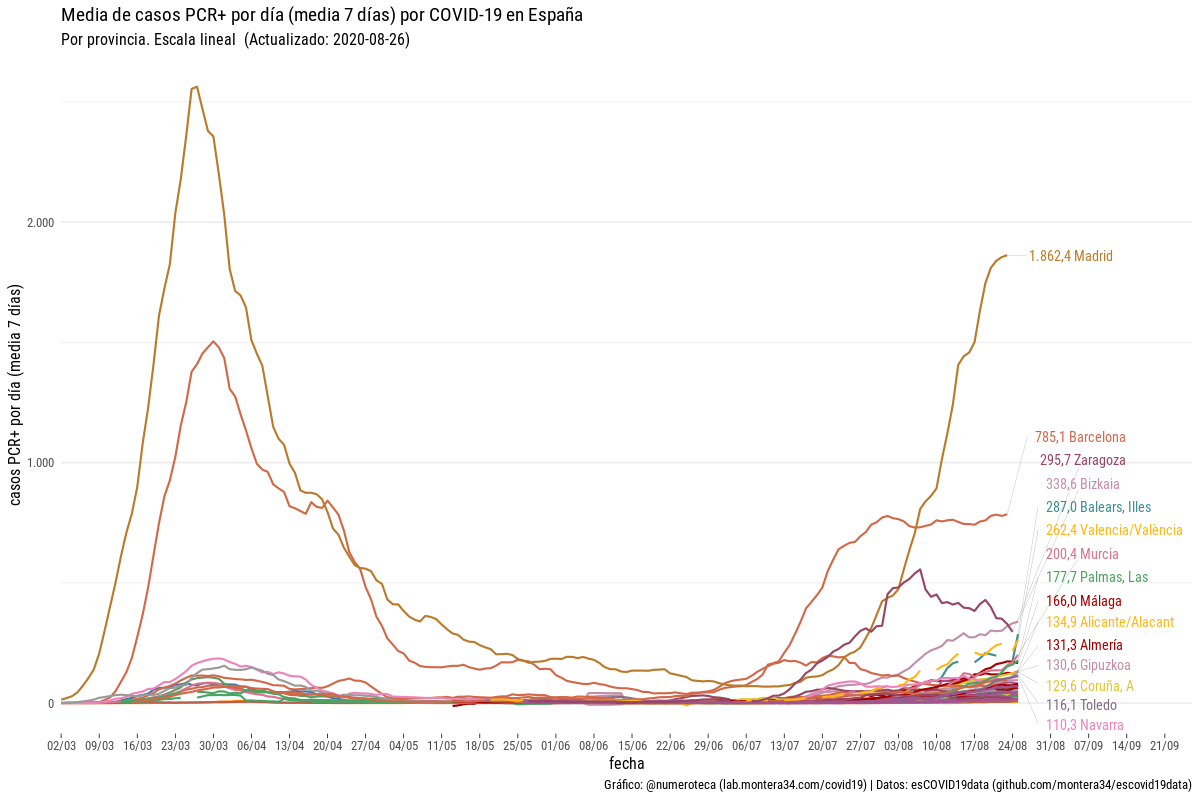 Media de casos PCR+ por día (media 7 días) por COVID-19 en España
Por provincia. Escala lineal (Actualizado: 2020-08-26)
casos PCR+ por día (media 7 días)
2.000
1.000
0
1.862,4 Madrid
785,1 Barcelona
295,7 Zaragoza
338,6 Bizkaia
287,0 Balears, Illes
262,4 Valencia/València
200,4 Murcia
177,7 Palmas, Las
166,0 Málaga
134,9 Alicante/Alacant
131,3 Almería
130,6 Gipuzkoa
129,6 Coruña, A
116,1 Toledo
110,3 Navarra
02/03 09/03 16/03 23/03 30/03 06/04 13/04 20/04 27/04 04/05 11/05 18/05 25/05 01/06 08/06 15/06 22/06 29/06 06/07 13/07 20/07 27/07 03/08 10/08 17/08 24/08 31/08 07/09 14/09 21/09
fecha
Gráfico: @numeroteca (lab.montera34.com/covid19) | Datos: esCOVID19data (github.com/montera34/escovid19data)